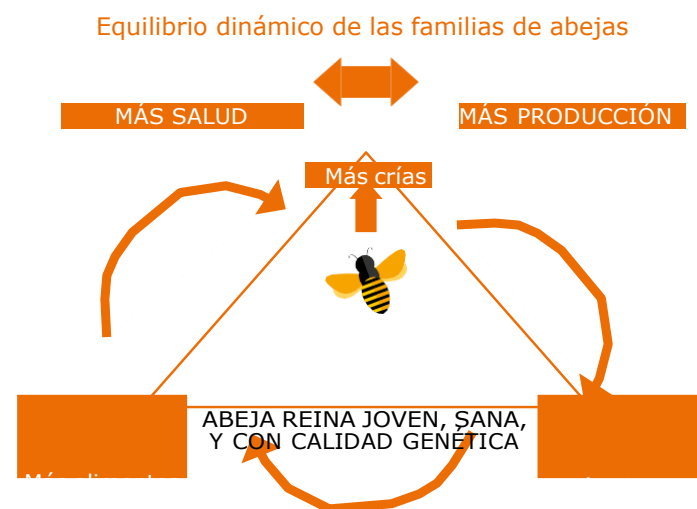 Equilibrio dinámico de las familias de abejas
MÁS SALUD
MÁS PRODUCCIÓN
Más crías
ABEJA REINA JOVEN, SANA,
Y CON CALIDAD GENÉTICA